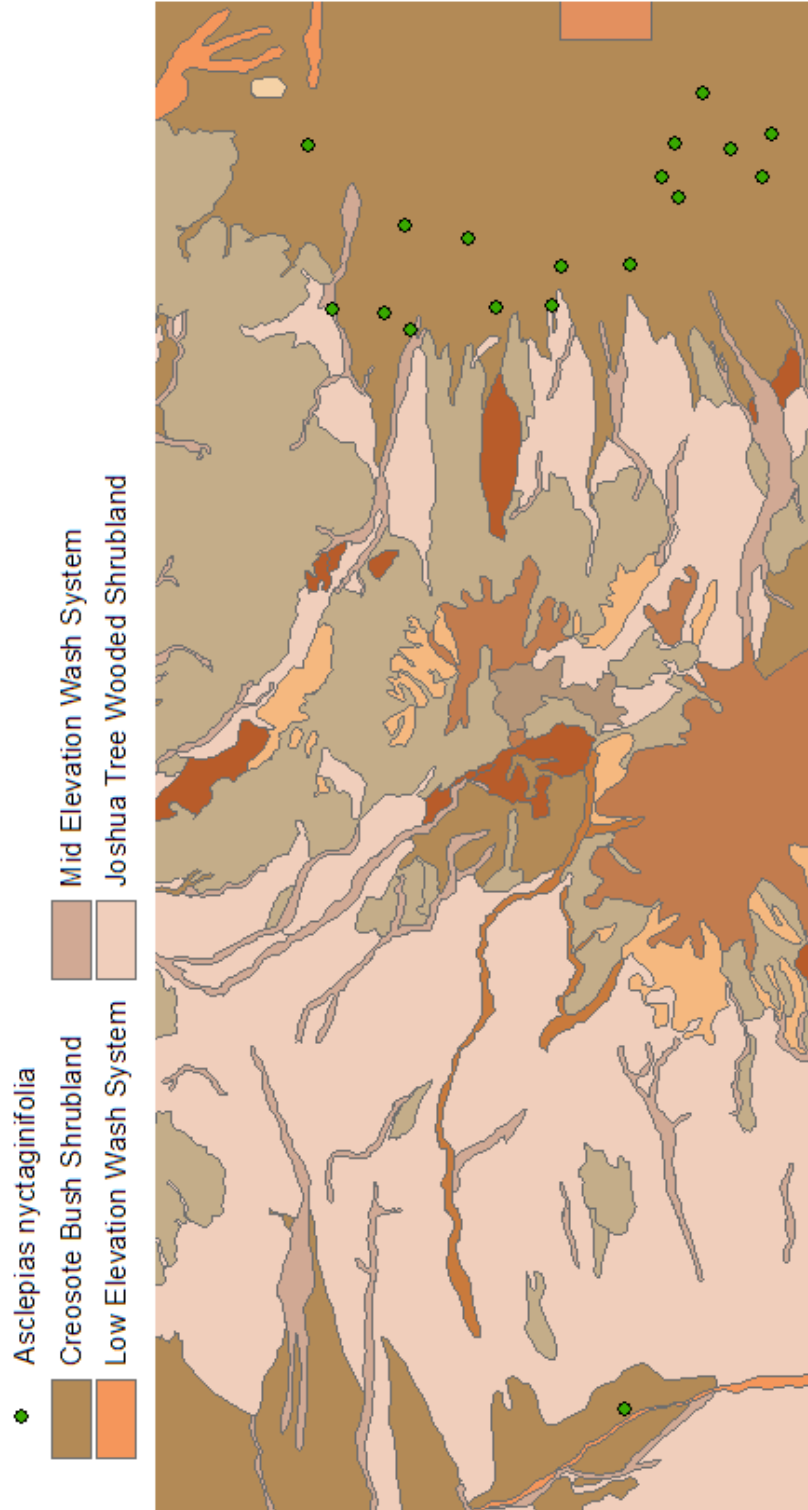 Asclepias nyctaginifolia
Creosote Bush Shrubland
Low Elevation Wash System
Mid Elevation Wash System
Joshua Tree Wooded Shrubland